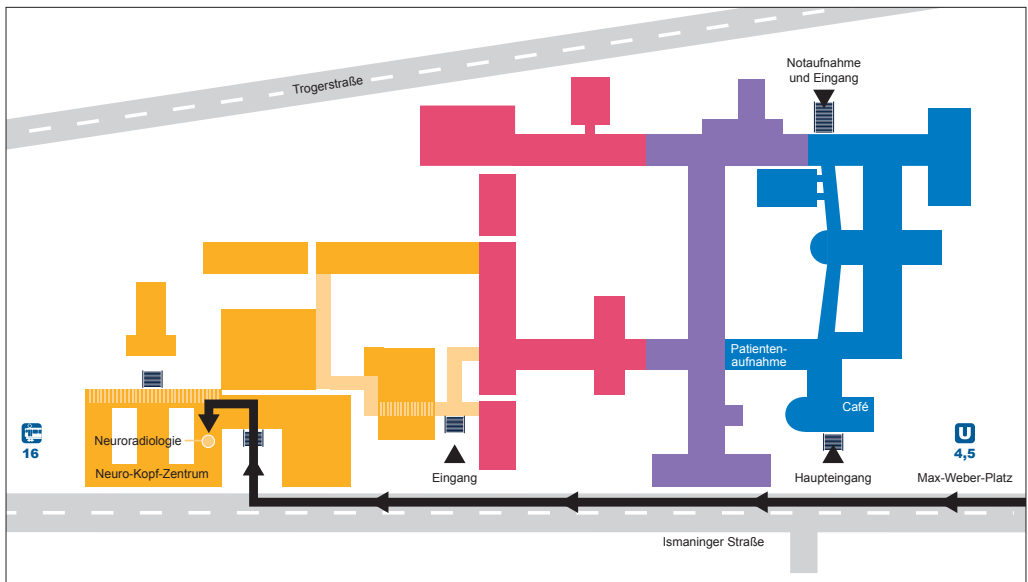 Trogerstraße
Notaufnahme
und Eingang
Patienten-
aufnahme
Café
Neuroradiologie
Neuro-Kopf-Zentrum
16
Eingang
Haupteingang
U
4,5
Max-Weber-Platz
Ismaninger Straße